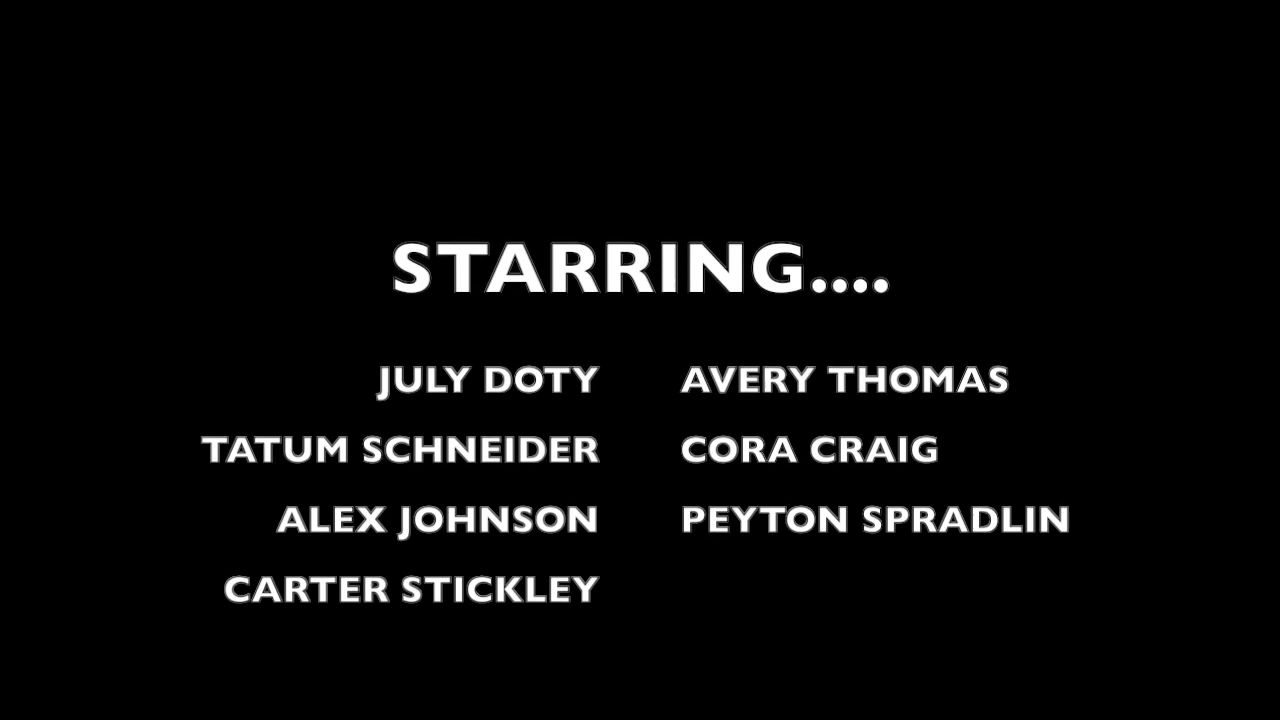 STARRING....
JULY DOTY AVERY THOMAS
TATUM SCHNEIDER CORA CRAIG
ALEX JOHNSON PEYTON SPRADLIN
CARTER STICKLEY